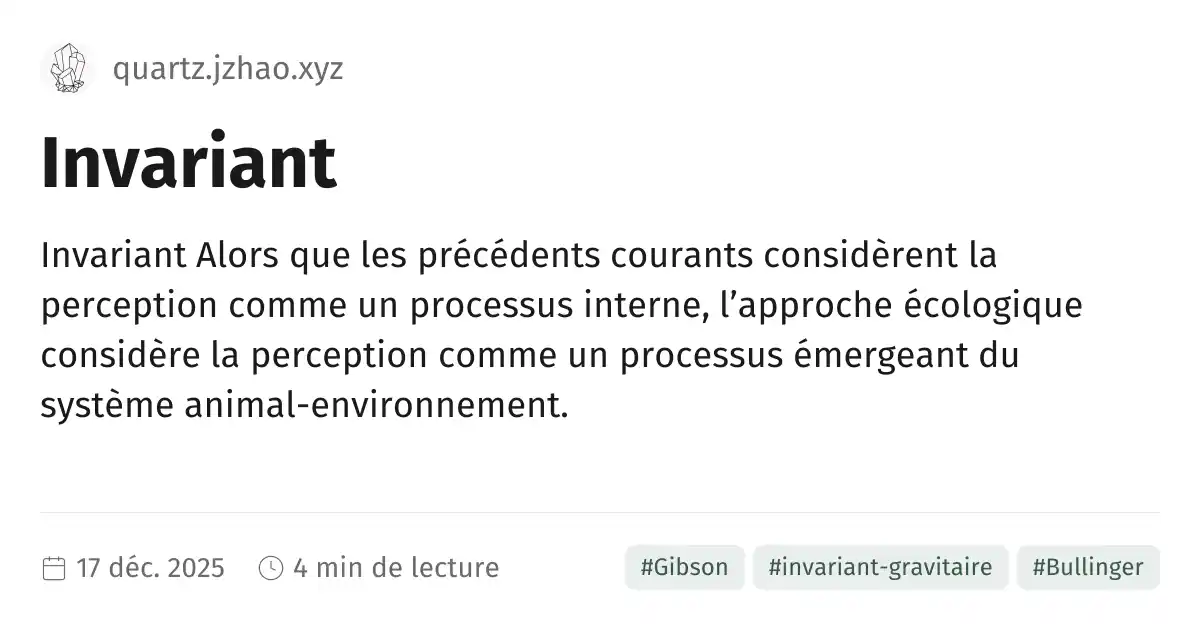 quartz.jzhao.xyz
Invariant
Invariant Alors que les précédents courants considèrent la
perception comme un processus interne, l’approche écologique
considère la perception comme un processus émergeant du
système animal-environnement.
17 déc. 2025 4 min de lecture #Gibson #invariant-gravitaire #Bullinger